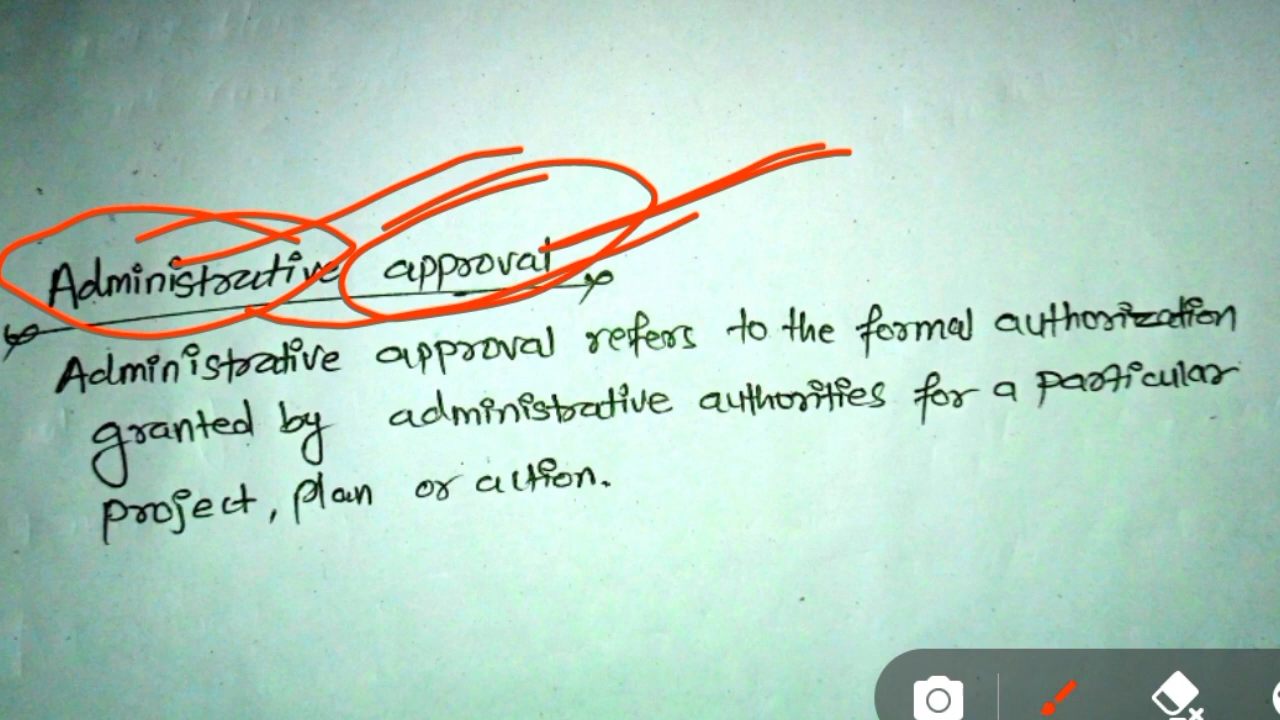 Administrative approval
Administrative approval refers to the formal authorization
granted by administrative authorities for a particular
project, plan or action.